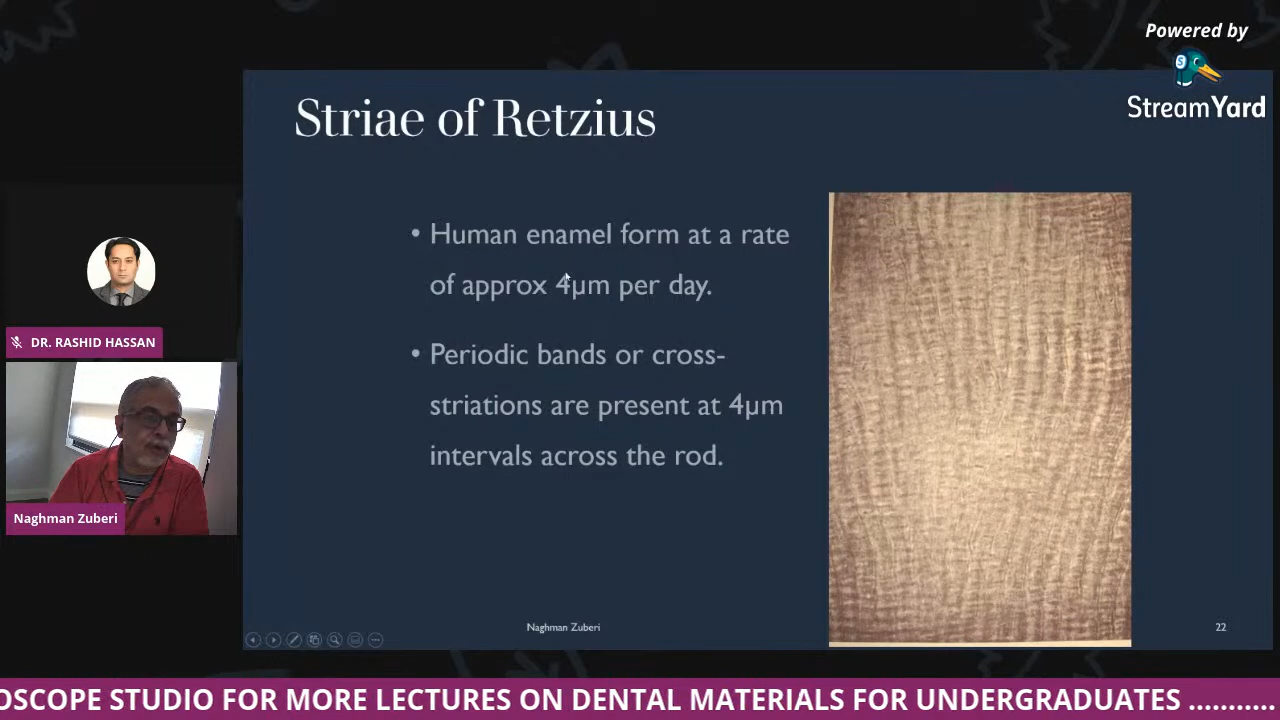 Powered by
StreamYard
Striae of Retzius
• Human enamel form at a rate
of approx 4µm per day.
• Periodic bands or cross-
striations are present at 4µm
intervals across the rod.
DR. RASHID HASSAN
Naghman Zuberi
Naghman Zuberi
22
OSCOPE STUDIO FOR MORE LECTURES ON DENTAL MATERIALS FOR UNDERGRADUATES ...........